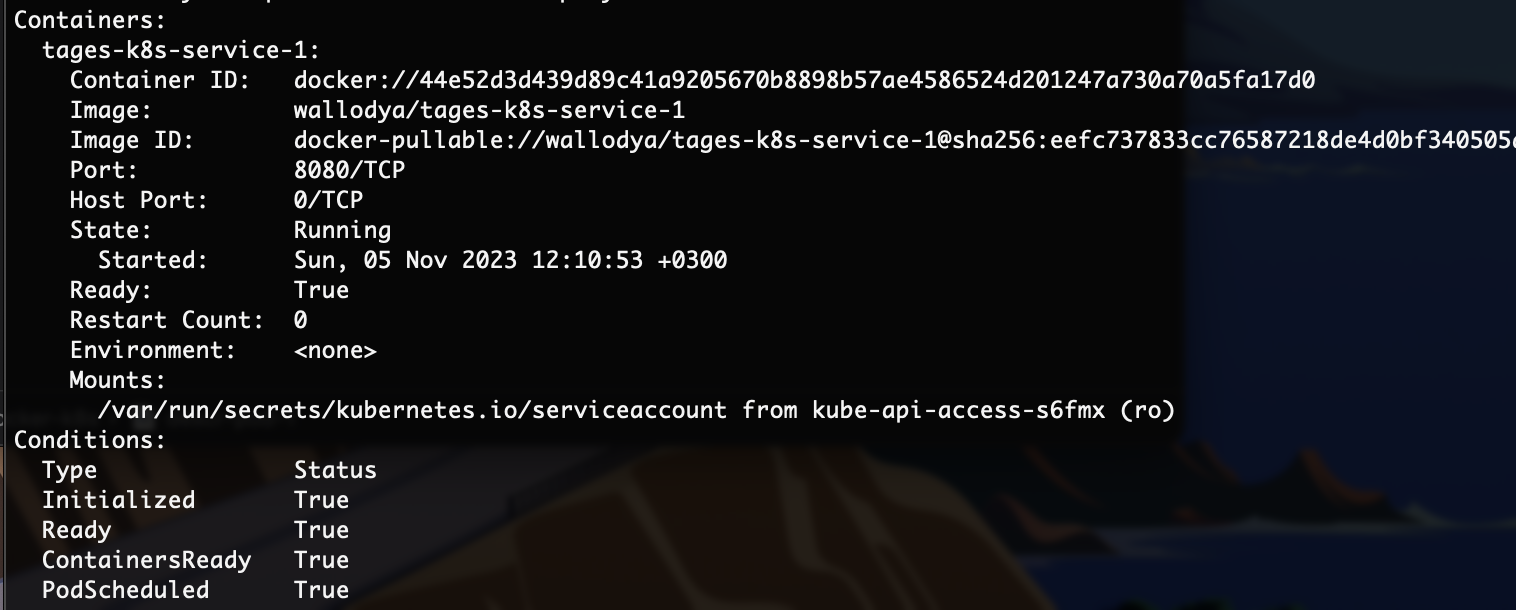 Containers:
  tages-k8s-service-1:
    Container ID:   docker://44e52d3d439d89c41a9205670b8898b57ae4586524d201247a730a70a5fa17d0
    Image:          wallodya/tages-k8s-service-1
    Image ID:       docker-pullable://wallodya/tages-k8s-service-1@sha256:eefc737833cc76587218de4d0bf340505
    Port:           8080/TCP
    Host Port:      0/TCP
    State:          Running
      Started:      Sun, 05 Nov 2023 12:10:53 +0300
    Ready:          True
    Restart Count:  0
    Environment:    <none>
    Mounts:
      /var/run/secrets/kubernetes.io/serviceaccount from kube-api-access-s6fmx (ro)
Conditions:
  Type              Status
  Initialized       True
  Ready             True
  ContainersReady   True
  PodScheduled      True